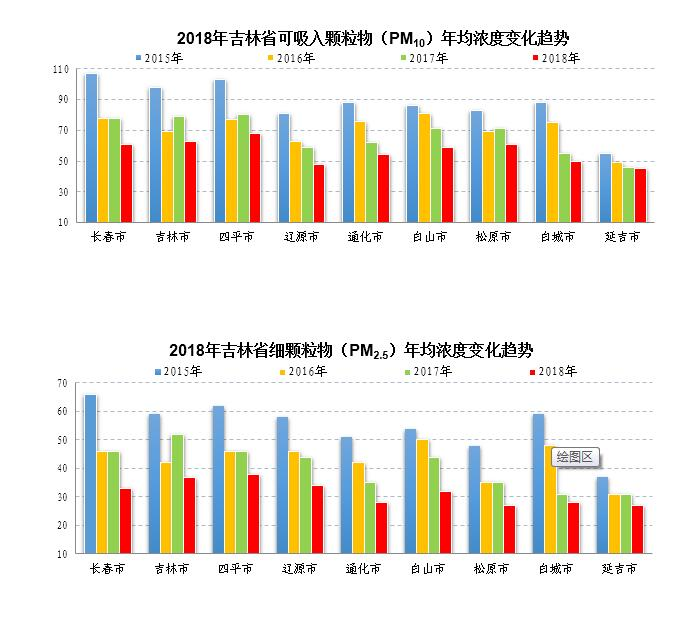 2018年吉林省可吸入颗粒物（PM10）年均浓度变化趋势
2015年 2016年 2017年 2018年
110
90
70
50
30
10
长春市 吉林市 四平市 辽源市 通化市 白山市 松原市 白城市 延吉市
2018年吉林省细颗粒物（PM2.5）年均浓度变化趋势
2015年 2016年 2017年 2018年
70
60
50
40
30
20
10
绘图区
长春市 吉林市 四平市 辽源市 通化市 白山市 松原市 白城市 延吉市